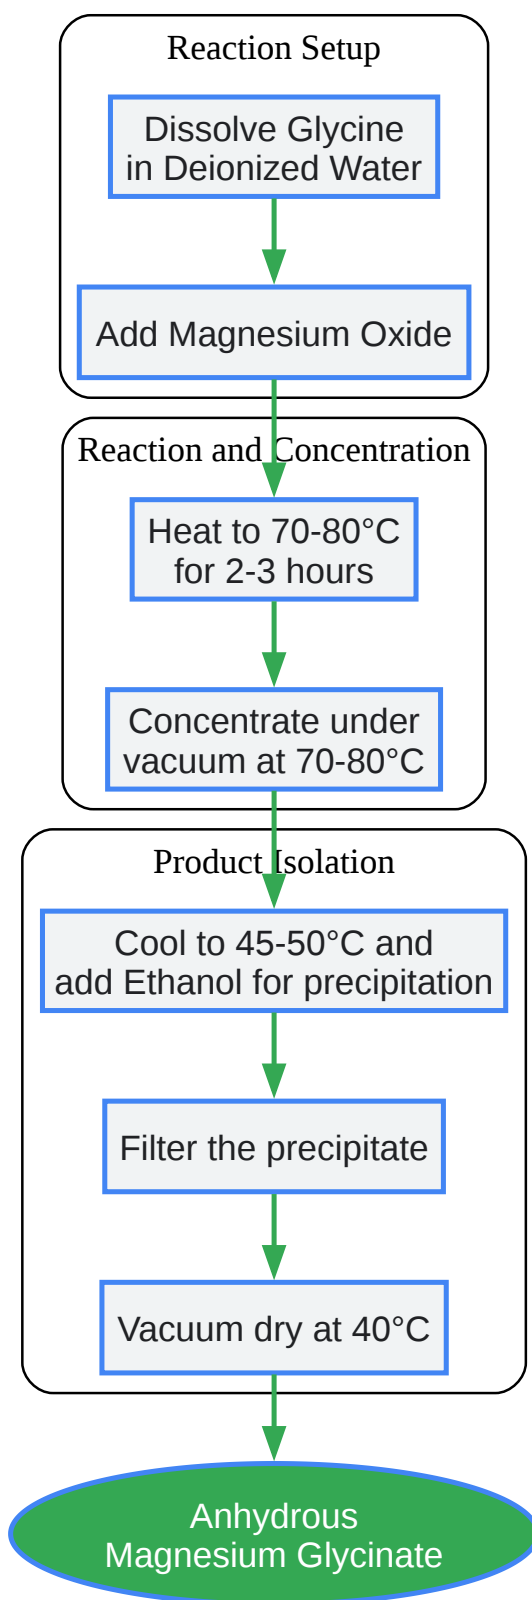 Reaction Setup
Dissolve Glycine
in Deionized Water
Add Magnesium Oxide
Reaction and Concentration
Heat to 70-80°C
for 2-3 hours
Concentrate under
vacuum at 70-80°C
Product Isolation
Cool to 45-50°C and
add Ethanol for precipitation
Filter the precipitate
Vacuum dry at 40°C
Anhydrous
Magnesium Glycinate